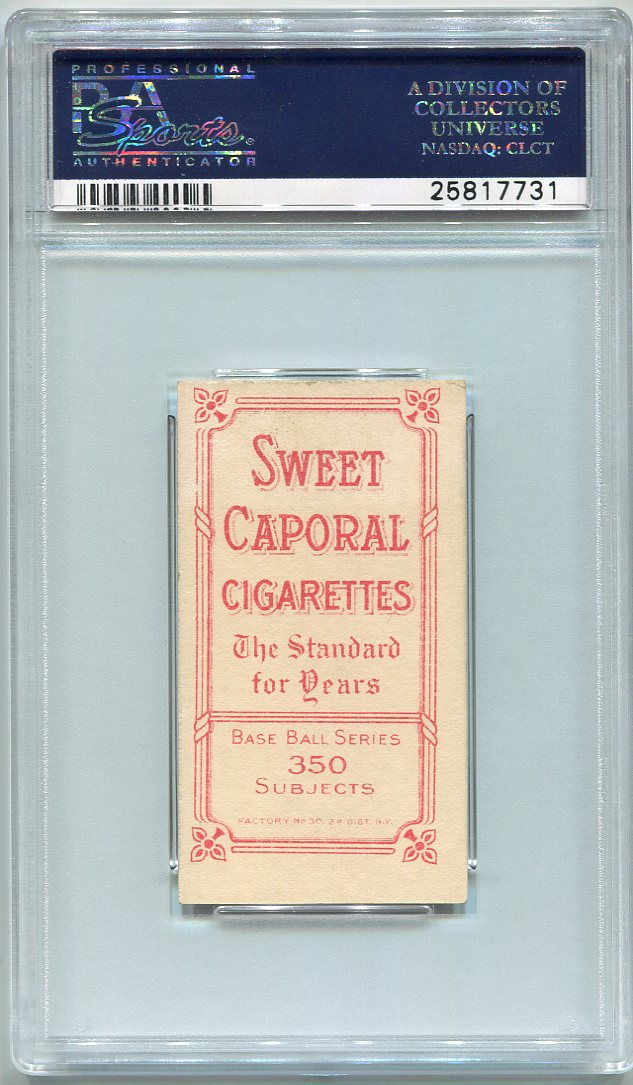 PROFESSIONAL
PSA
Sports
AUTHENTICATOR
A DIVISION OF
COLLECTORS
UNIVERSE
NASDAQ: CLCT
25817731
SWEET
CAPORAL
CIGARETTES
The Standard
for Years
BASE BALL SERIES
350
SUBJECTS
FACTORY No 30, 2d DIST. N.Y.